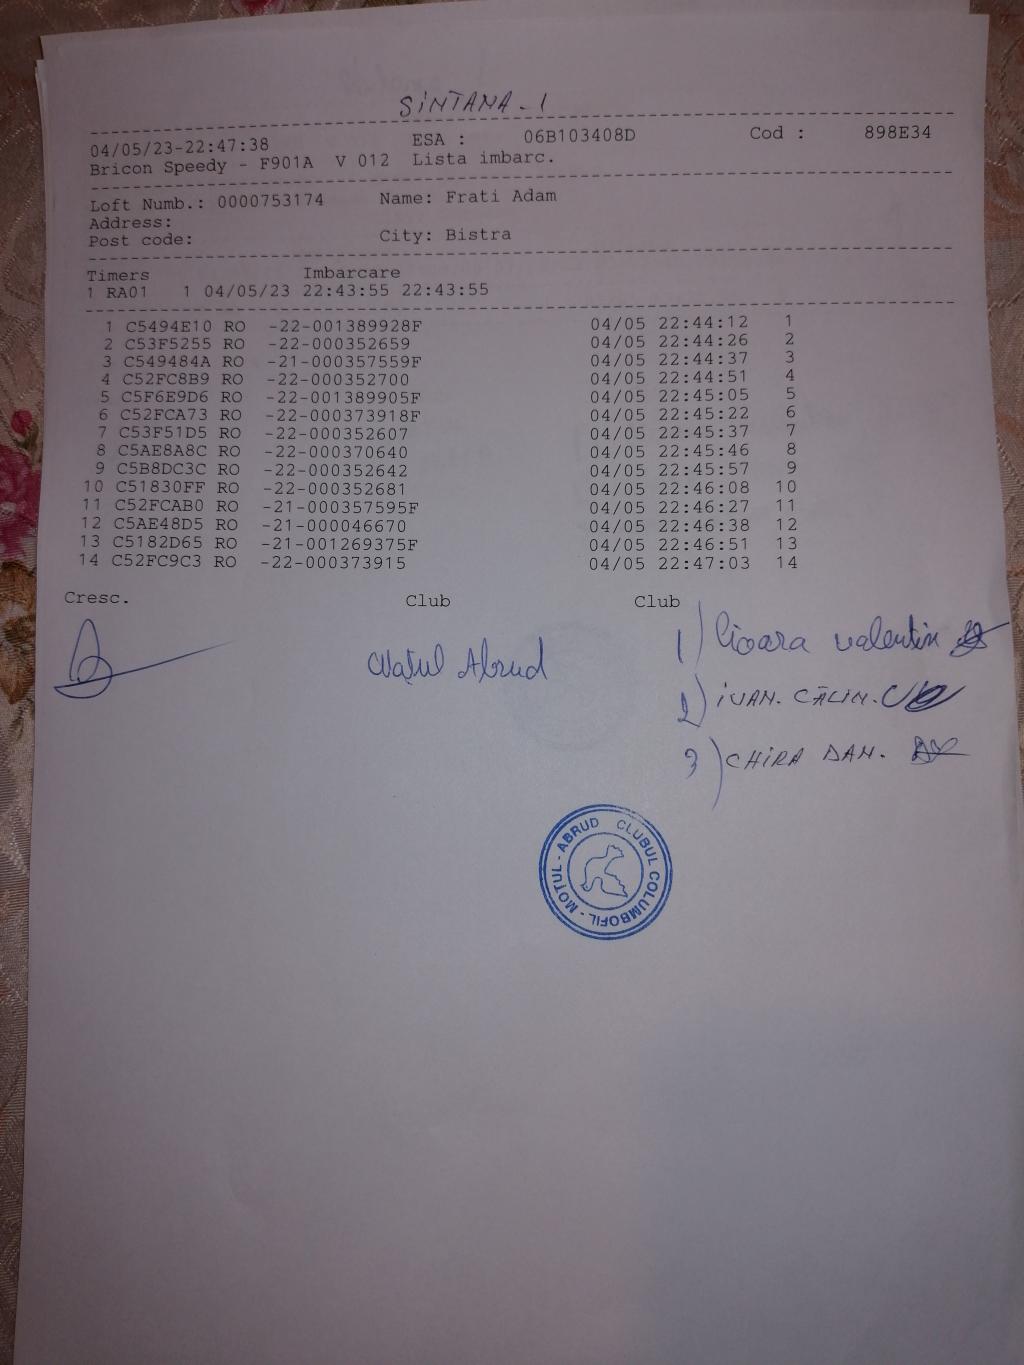 SÎNTANA-1
04/05/23-22:47:38 ESA : 06B103408D Cod : 898E34
Bricon Speedy - F901A V 012 Lista imbarc.
Loft Numb.: 0000753174 Name: Frati Adam
Address:
Post code: City: Bistra
Timers Imbarcare
1 RA01 1 04/05/23 22:43:55 22:43:55
1 C5494E10 RO -22-001389928F 04/05 22:44:12 1
2 C53F5255 RO -22-000352659 04/05 22:44:26 2
3 C549484A RO -21-000357559F 04/05 22:44:37 3
4 C52FC8B9 RO -22-000352700 04/05 22:44:51 4
5 C5F6E9D6 RO -22-001389905F 04/05 22:45:05 5
6 C52FCA73 RO -22-000373918F 04/05 22:45:22 6
7 C53F51D5 RO -22-000352607 04/05 22:45:37 7
8 C5AE8A8C RO -22-000370640 04/05 22:45:46 8
9 C5B8DC3C RO -22-000352642 04/05 22:45:57 9
10 C51830FF RO -22-000352681 04/05 22:46:08 10
11 C52FCAB0 RO -21-000357595F 04/05 22:46:27 11
12 C5AE48D5 RO -21-000046670 04/05 22:46:38 12
13 C5182D65 RO -21-001269375F 04/05 22:46:51 13
14 C52FC9C3 RO -22-000373915 04/05 22:47:03 14
Cresc. Club Club
Moțul Abrud
1) Cioara Valentin
2) IVAN. CĂLIN.
3) CHIRA DAN.
CLUBUL COLUMBOFIL - MOȚUL - ABRUD